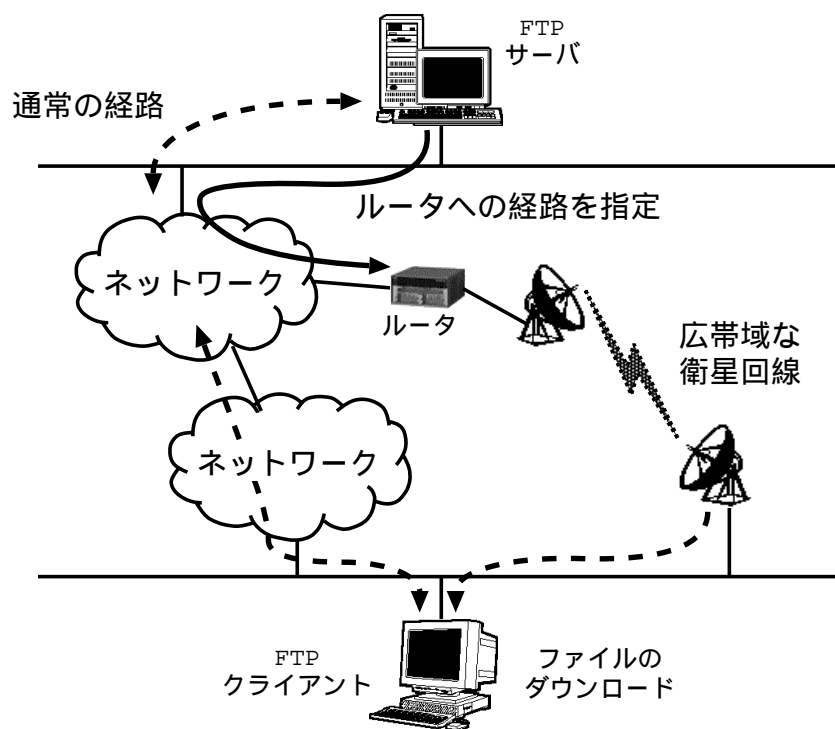 FTP
サーバ
通常の経路
ルータへの経路を指定
ネットワーク
ルータ
広帯域な
衛星回線
ネットワーク
FTP
クライアント
ファイルの
ダウンロード